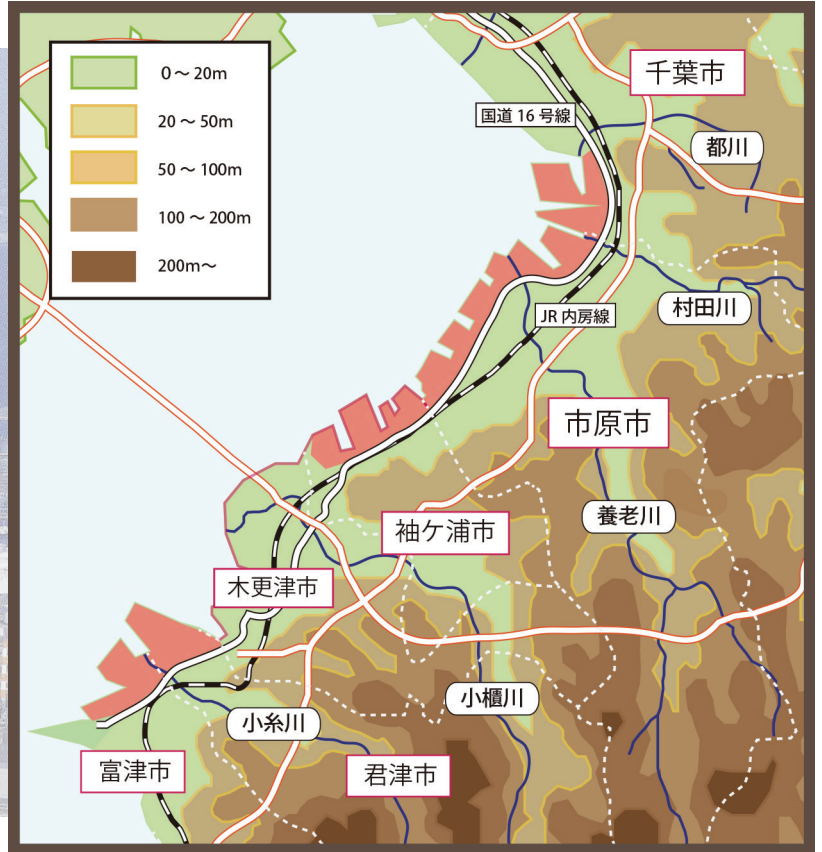 0～20m
20～50m
50～100m
100～200m
200m～
千葉市
国道16号線
都川
村田川
JR内房線
市原市
養老川
袖ケ浦市
木更津市
小櫃川
小糸川
富津市
君津市